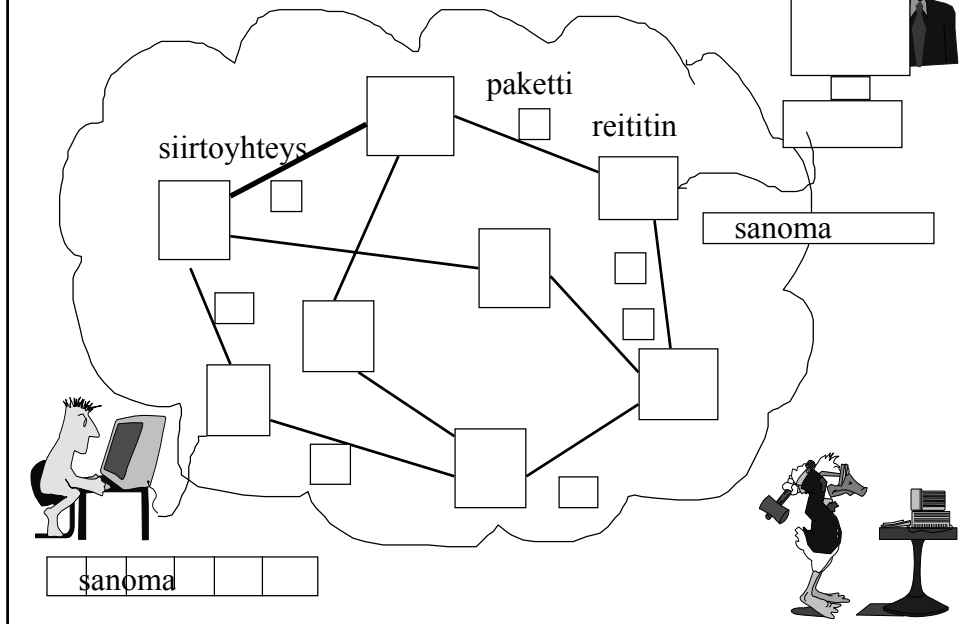 paketti
reititin
siirtoyhteys
sanoma
sanoma